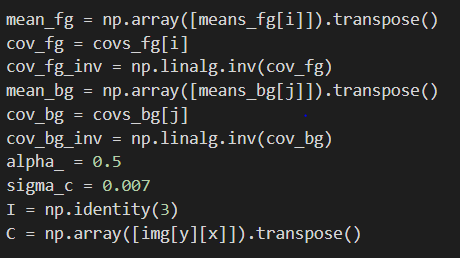 mean_fg = np.array([means_fg[i]]).transpose()
cov_fg = covs_fg[i]
cov_fg_inv = np.linalg.inv(cov_fg)
mean_bg = np.array([means_bg[j]]).transpose()
cov_bg = covs_bg[j]
cov_bg_inv = np.linalg.inv(cov_bg)
alpha_ = 0.5
sigma_c = 0.007
I = np.identity(3)
C = np.array([img[y][x]]).transpose()